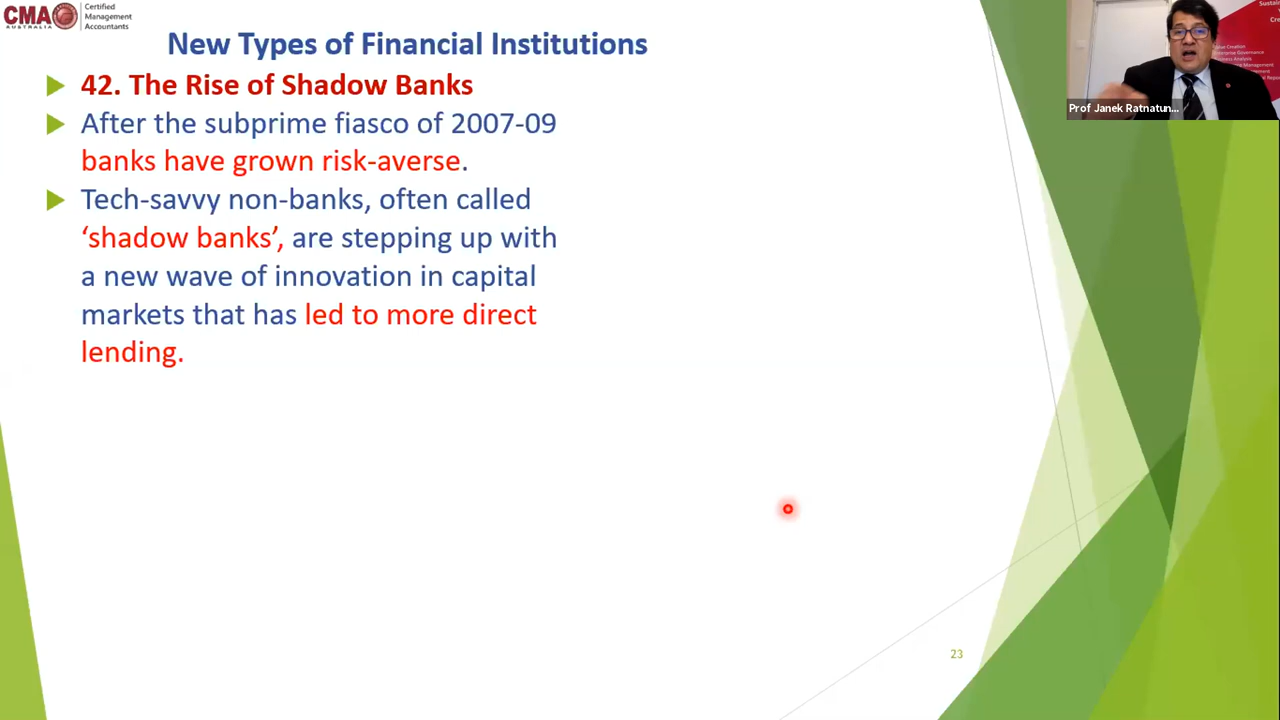 CMA
AUSTRALIA
Certified
Management
Accountants
New Types of Financial Institutions
42. The Rise of Shadow Banks
After the subprime fiasco of 2007-09
banks have grown risk-averse.
Tech-savvy non-banks, often called
‘shadow banks’, are stepping up with
a new wave of innovation in capital
markets that has led to more direct
lending.
Prof Janek Ratnatun...
23